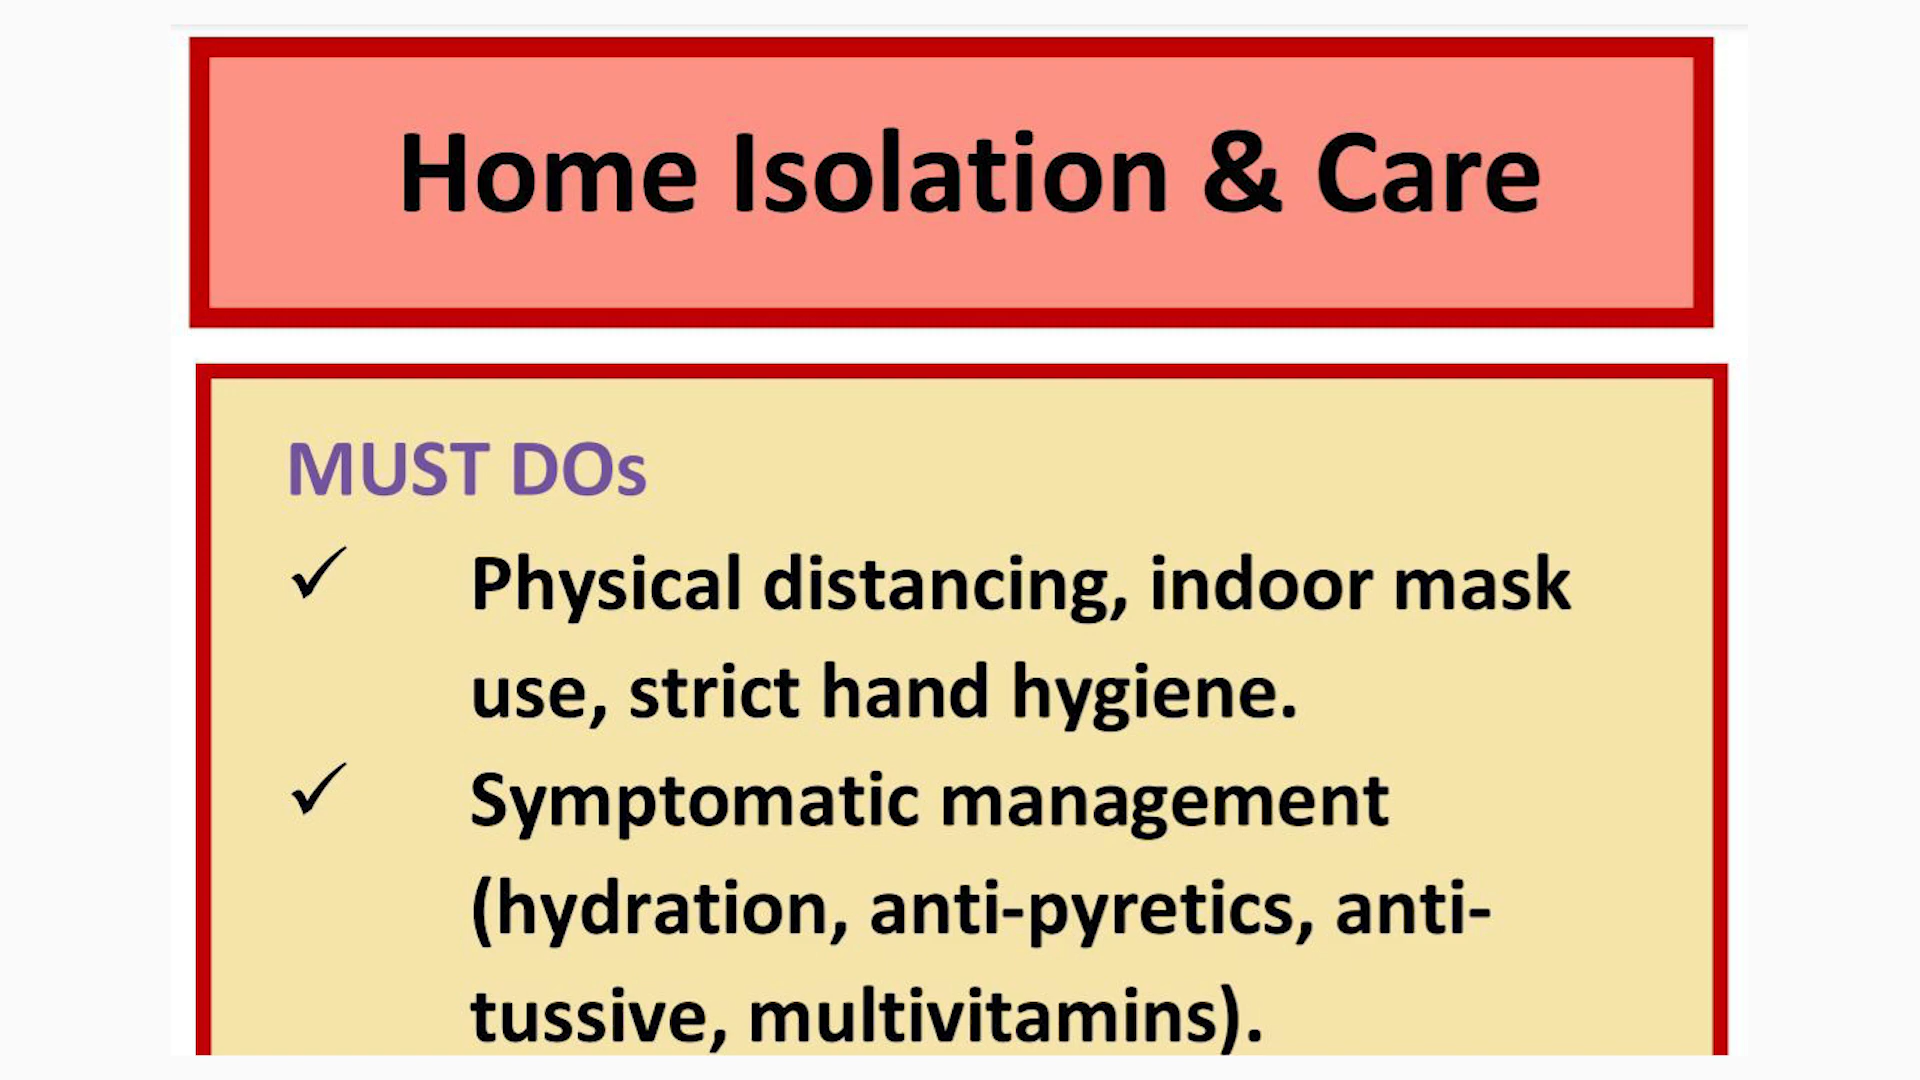 Home Isolation & Care
MUST DOs
✓ Physical distancing, indoor mask
use, strict hand hygiene.
✓ Symptomatic management
(hydration, anti-pyretics, anti-
tussive, multivitamins).